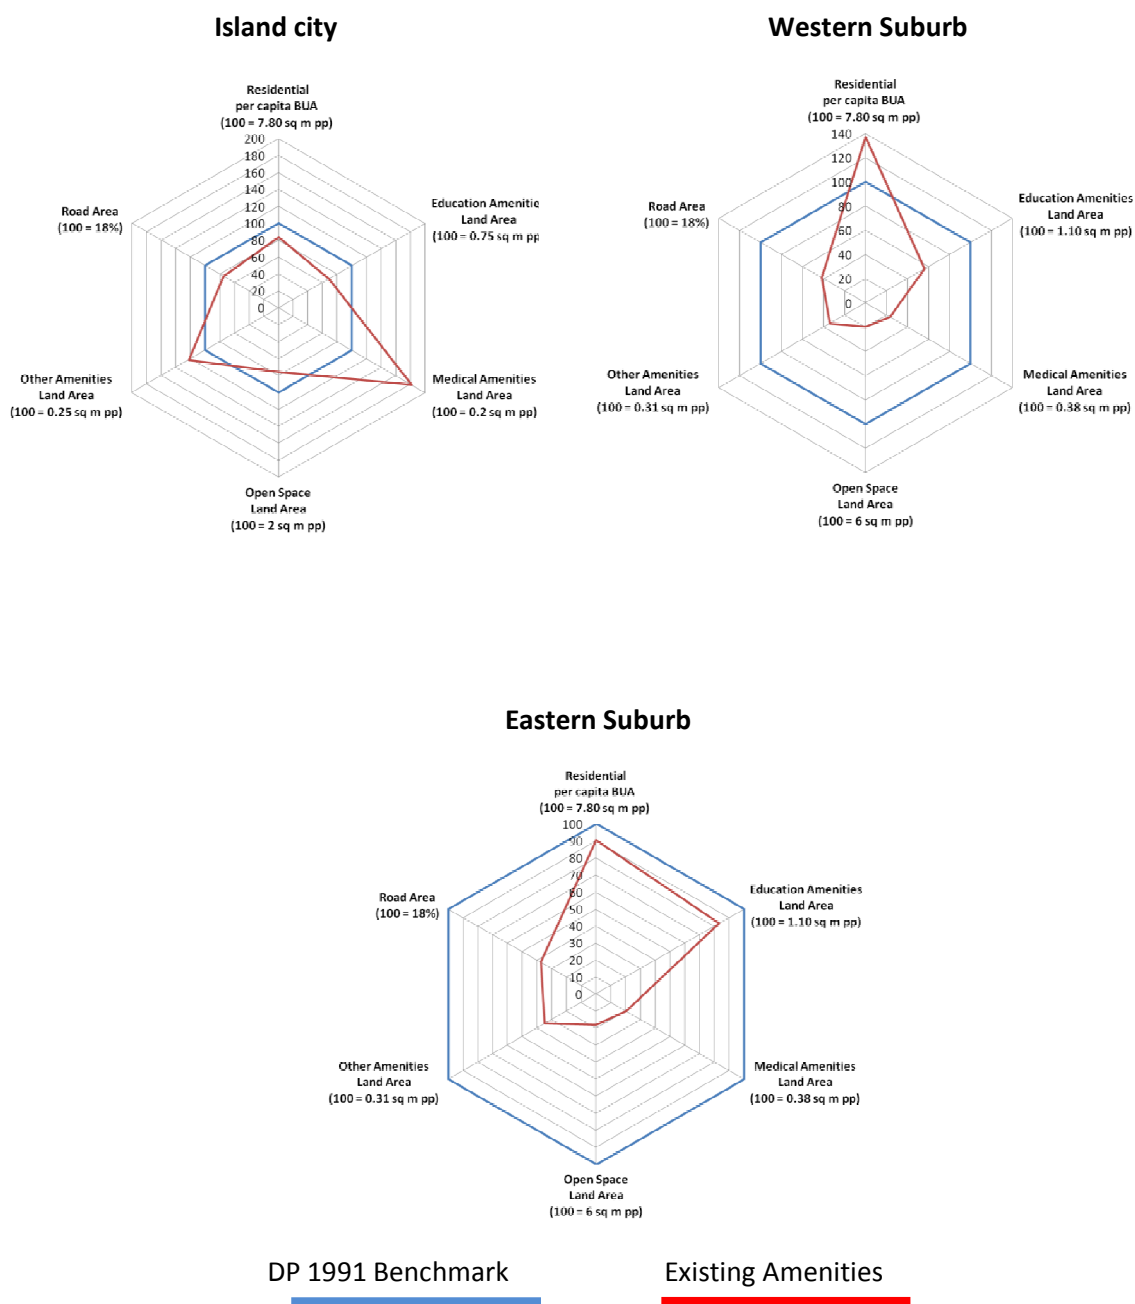 Island city
Residential
per capita BUA
(100 = 7.80 sq m pp)
200
180
160
140
120
100
80
60
40
20
0
Education Amenitie
Land Area
(100 = 0.75 sq m pp
Medical Amenities
Land Area
(100 = 0.2 sq m pp)
Open Space
Land Area
(100 = 2 sq m pp)
Other Amenities
Land Area
(100 = 0.25 sq m pp)
Road Area
(100 = 18%)
Western Suburb
Residential
per capita BUA
(100 = 7.80 sq m pp)
140
120
100
80
60
40
20
0
Education Amenities
Land Area
(100 = 1.10 sq m pp)
Medical Amenities
Land Area
(100 = 0.38 sq m pp)
Open Space
Land Area
(100 = 6 sq m pp)
Other Amenities
Land Area
(100 = 0.31 sq m pp)
Road Area
(100 = 18%)
Eastern Suburb
Residential
per capita BUA
(100 = 7.80 sq m pp)
100
90
80
70
60
50
40
30
20
10
0
Education Amenities
Land Area
(100 = 1.10 sq m pp)
Medical Amenities
Land Area
(100 = 0.38 sq m pp)
Open Space
Land Area
(100 = 6 sq m pp)
Other Amenities
Land Area
(100 = 0.31 sq m pp)
Road Area
(100 = 18%)
DP 1991 Benchmark
Existing Amenities